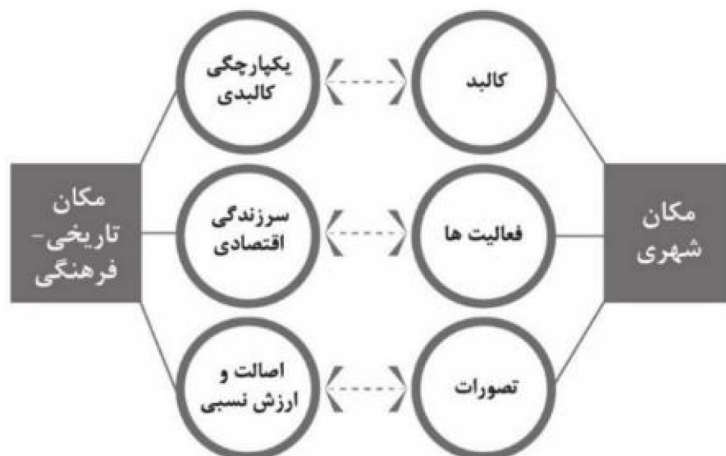 مکان
شهری
کالبد
فعالیت ها
تصورات
یکپارچگی
کالبدی
سرزندگی
اقتصادی
اصالت و
ارزش نسبی
مکان
تاریخی-
فرهنگی